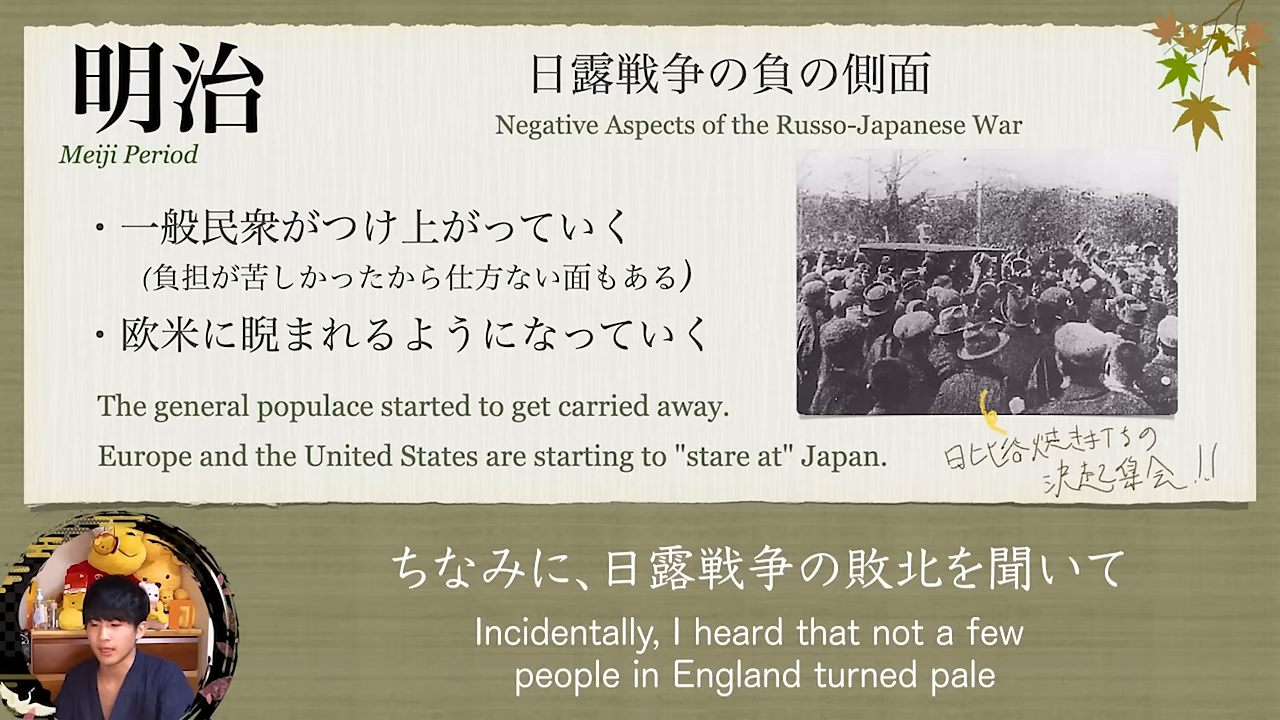 明治
Meiji Period
日露戦争の負の側面
Negative Aspects of the Russo-Japanese War
・一般民衆がつけ上がっていく
(負担が苦しかったから仕方ない面もある)
・欧米に睨まれるようになっていく
The general populace started to get carried away.
Europe and the United States are starting to "stare at" Japan.
日比谷焼き打ちの
決起集会!!
ちなみに、日露戦争の敗北を聞いて
Incidentally, I heard that not a few
people in England turned pale